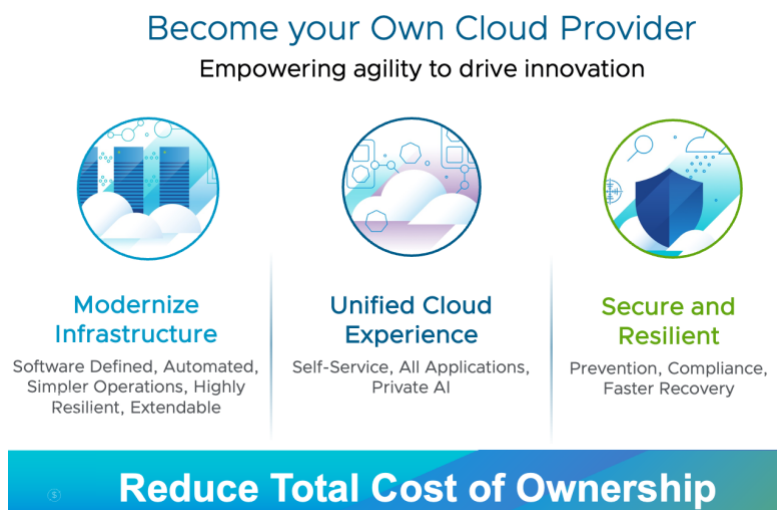 Become your Own Cloud Provider
Empowering agility to drive innovation
Modernize
Infrastructure
Software Defined, Automated,
Simpler Operations, Highly
Resilient, Extendable
Unified Cloud
Experience
Self-Service, All Applications,
Private AI
Secure and
Resilient
Prevention, Compliance,
Faster Recovery
5
Reduce Total Cost of Ownership